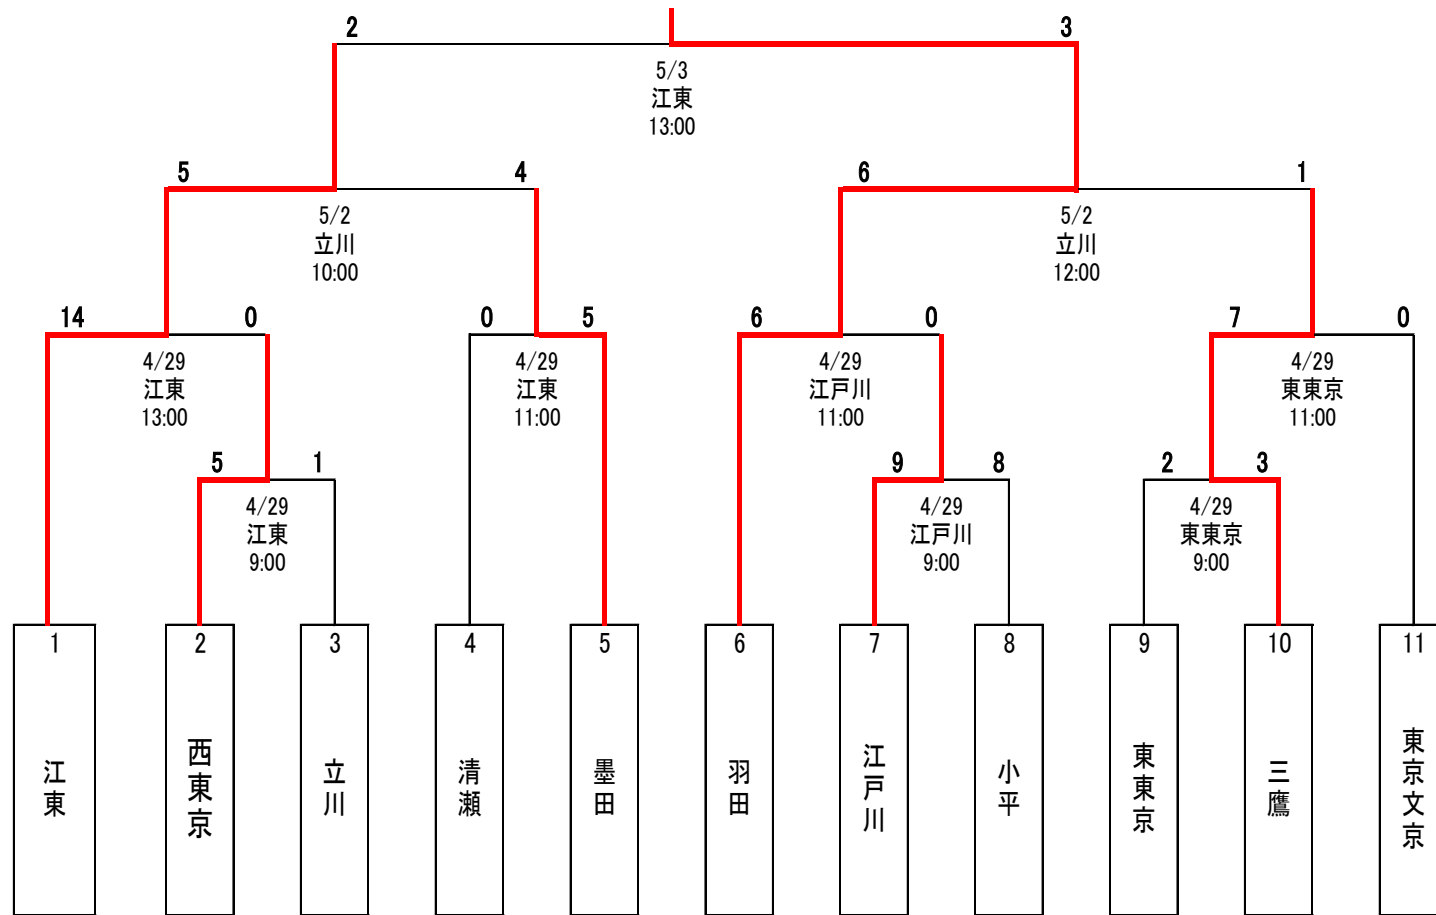 2 3
5/3
江東
13:00
5 4 6 1
5/2
立川
10:00
5/2
立川
12:00
14 0 0 5 6 0 7 0
4/29
江東
13:00
4/29
江東
11:00
4/29
江戸川
11:00
4/29
東東京
11:00
5 1 9 8 2 3
4/29
江東
9:00
4/29
江戸川
9:00
4/29
東東京
9:00
1 2 3 4 5 6 7 8 9 10 11
江東
西東京
立川
清瀬
墨田
羽田
江戸川
小平
東東京
三鷹
東京文京